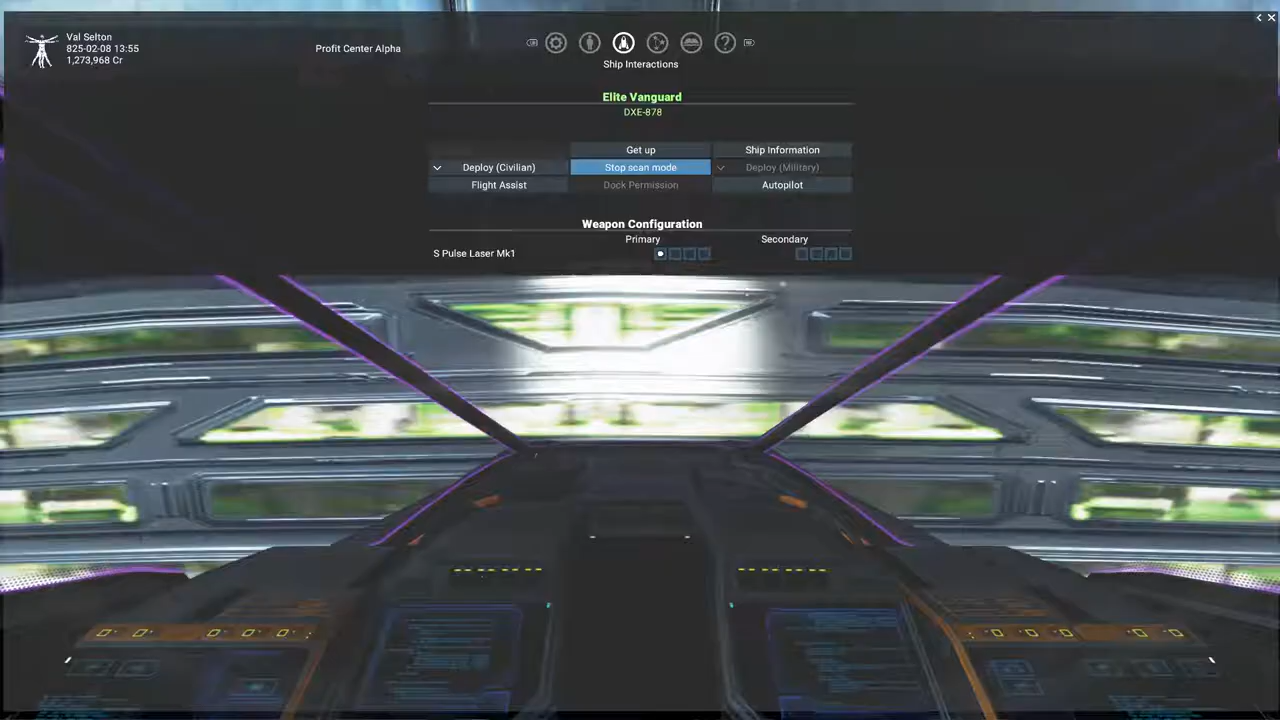 Val Selton
825-02-08 13:55
1,273,968 Cr
Profit Center Alpha
Ship Interactions
Elite Vanguard
DXE-878
Get up
Ship Information
Deploy (Civilian)
Stop scan mode
Deploy (Military)
Flight Assist
Dock Permission
Autopilot
Weapon Configuration
Primary
Secondary
S Pulse Laser Mk1